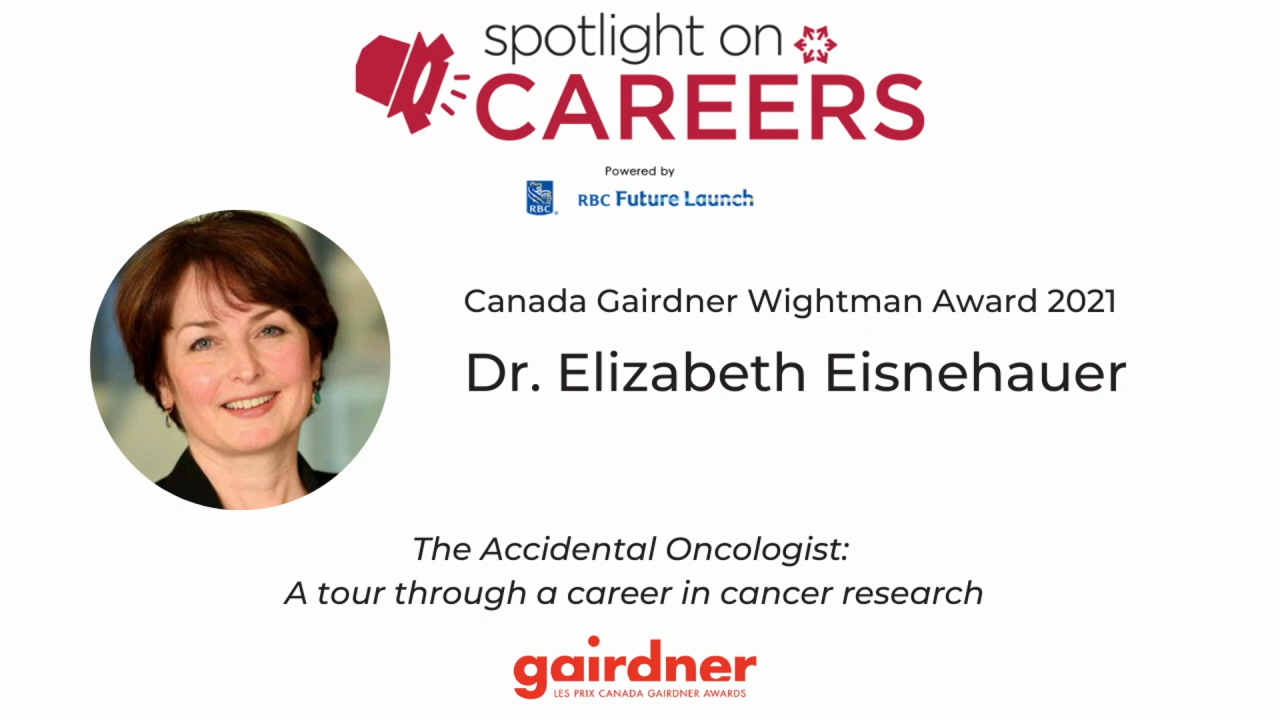 spotlight on
CAREERS
Powered by
RBC
RBC Future Launch
Canada Gairdner Wightman Award 2021
Dr. Elizabeth Eisnehauer
The Accidental Oncologist:
A tour through a career in cancer research
gairdner
LES PRIX CANADA GAIRDNER AWARDS